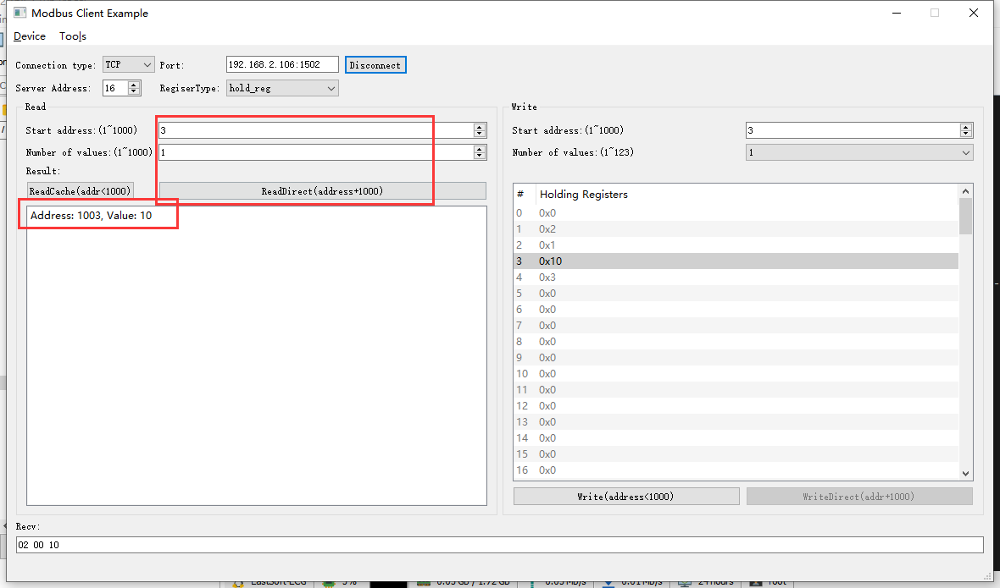 Modbus Client Example
Device Tools
Connection type: TCP Port: 192.168.2.106:1502 Disconnect
Server Address: 16 RegiserType: hold_reg
Read
Start address:(1~1000) 3
Number of values:(1~1000) 1
Result:
ReadCache(addr<1000) ReadDirect(address+1000)
Address: 1003, Value: 10
Write
Start address:(1~1000) 3
Number of values:(1~123) 1
# Holding Registers
0 0x0
1 0x2
2 0x1
3 0x10
4 0x3
5 0x0
6 0x0
7 0x0
8 0x0
9 0x0
10 0x0
11 0x0
12 0x0
13 0x0
14 0x0
15 0x0
16 0x0
Write(address<1000) WriteDirect(addr+1000)
Recv:
02 00 10